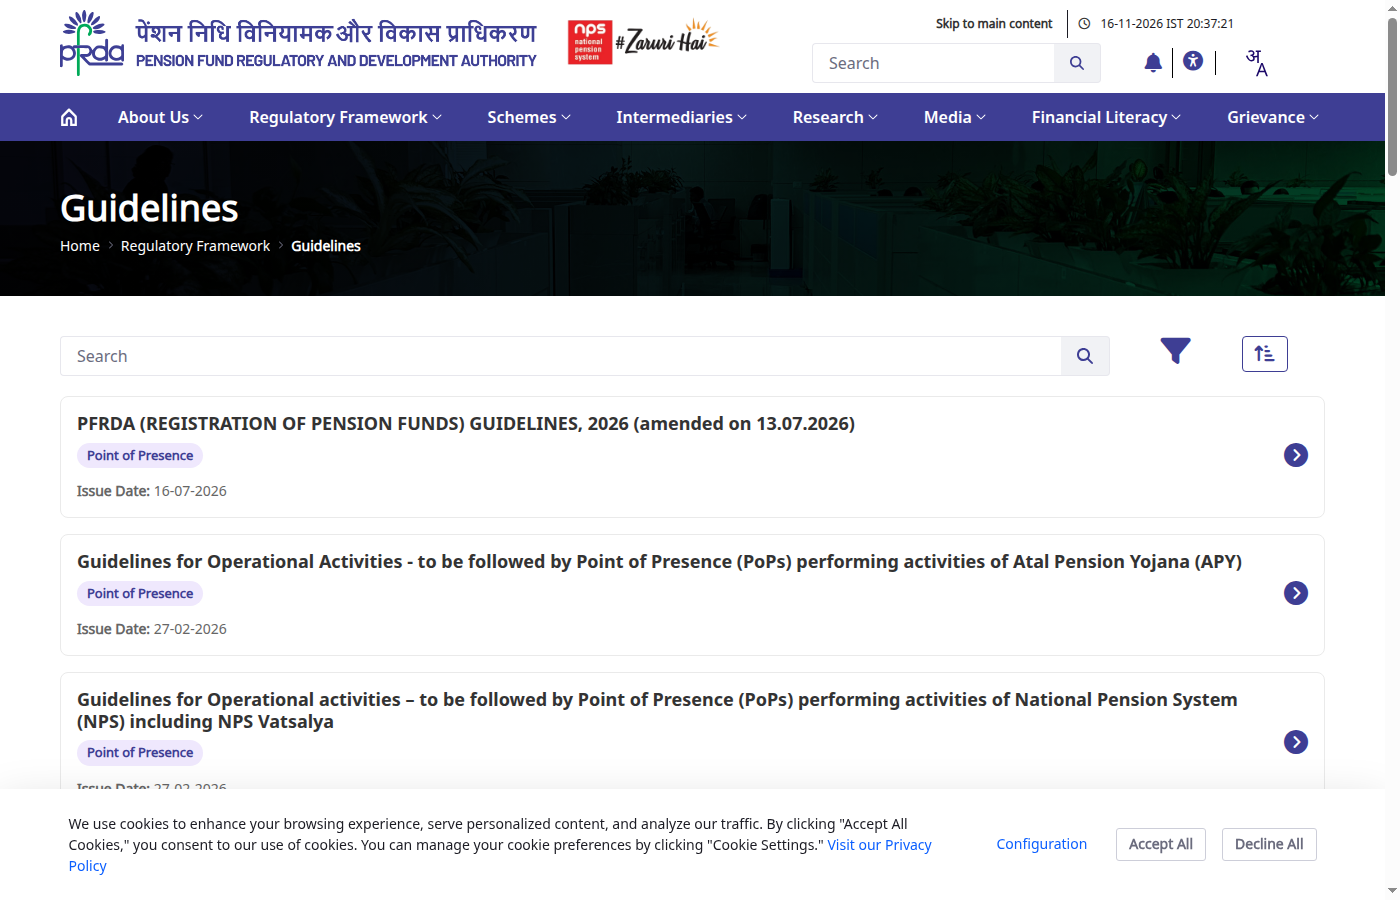 पेंशन निधि विनियामक और विकास प्राधिकरण
PENSION FUND REGULATORY AND DEVELOPMENT AUTHORITY
pfrda
nps
national
pension
system
#Zaruri Hai
Skip to main content
16-11-2026 IST 20:37:21
Search
अ
A
About Us
Regulatory Framework
Schemes
Intermediaries
Research
Media
Financial Literacy
Grievance
Guidelines
Home
Regulatory Framework
Guidelines
Search
PFRDA (REGISTRATION OF PENSION FUNDS) GUIDELINES, 2026 (amended on 13.07.2026)
Point of Presence
Issue Date: 16-07-2026
Guidelines for Operational Activities - to be followed by Point of Presence (PoPs) performing activities of Atal Pension Yojana (APY)
Point of Presence
Issue Date: 27-02-2026
Guidelines for Operational activities – to be followed by Point of Presence (PoPs) performing activities of National Pension System
(NPS) including NPS Vatsalya
Point of Presence
Issue Date: 27-02-2026
We use cookies to enhance your browsing experience, serve personalized content, and analyze our traffic. By clicking "Accept All
Cookies," you consent to our use of cookies. You can manage your cookie preferences by clicking "Cookie Settings." Visit our Privacy
Policy
Configuration
Accept All
Decline All